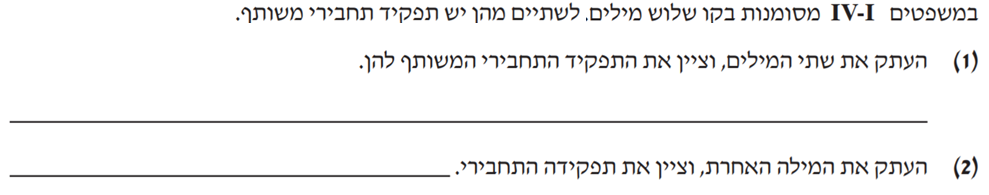 במשפטים IV-I מסומנות בקו שלוש מילים. לשתיים מהן יש תפקיד תחבירי משותף.
(1) העתק את שתי המילים, וציין את התפקיד התחבירי המשותף להן.
(2) העתק את המילה האחרת, וציין את תפקידה התחבירי.